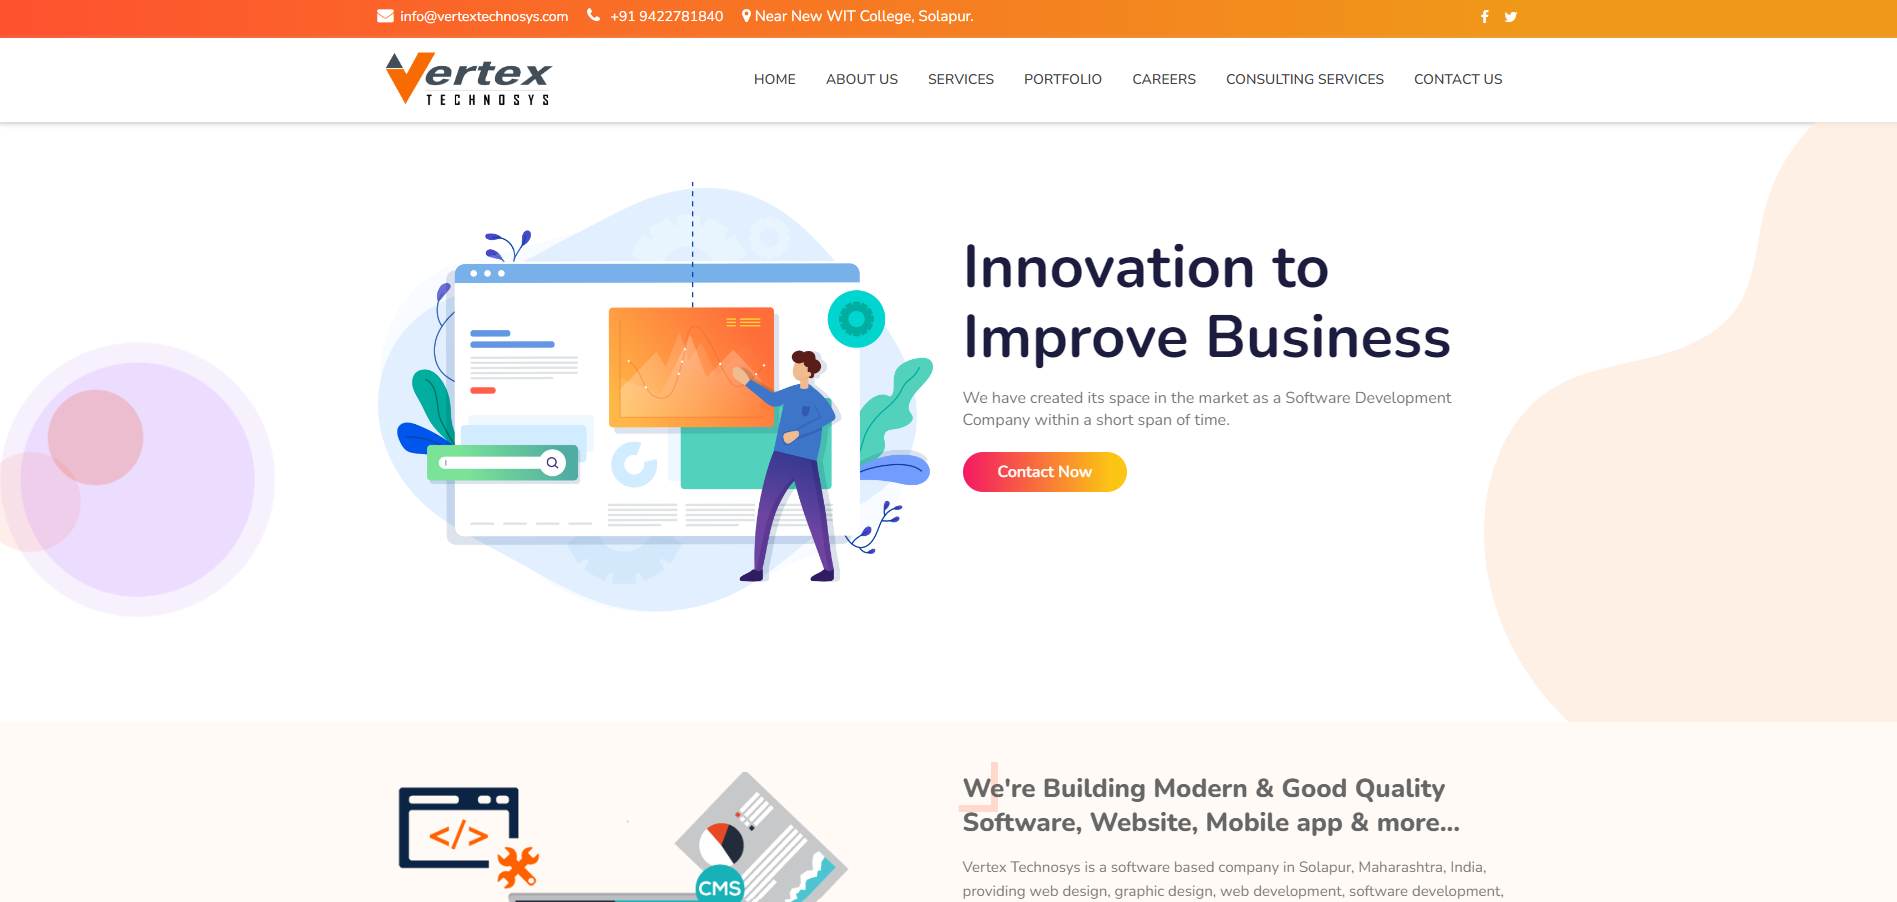 info@vertextechnosys.com +91 9422781840 Near New WIT College, Solapur.
Vertex
TECHNOSYS
HOME ABOUT US SERVICES PORTFOLIO CAREERS CONSULTING SERVICES CONTACT US
Innovation to
Improve Business
We have created its space in the market as a Software Development
Company within a short span of time.
Contact Now
</>
CMS
We're Building Modern & Good Quality
Software, Website, Mobile app & more...
Vertex Technosys is a software based company in Solapur, Maharashtra, India,
providing web design, graphic design, web development, software development,